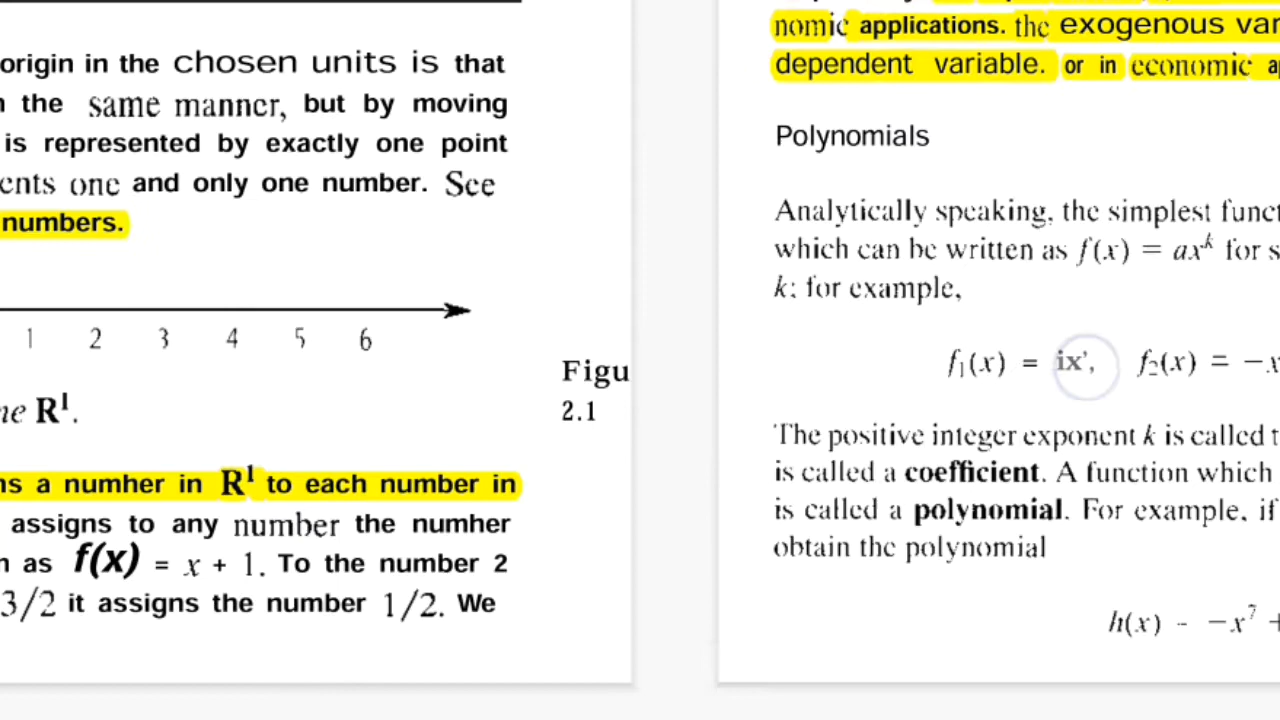 origin in the chosen units is that
the same manner, but by moving
is represented by exactly one point
ents one and only one number. See
numbers.
1 2 3 4 5 6
Figu
2.1
ne R¹.
ns a numher in R¹ to each number in
assigns to any number the numher
as f(x) = x + 1. To the number 2
3/2 it assigns the number 1/2. We
nomic applications. the exogenous var
dependent variable. or in economic a
Polynomials
Analytically speaking, the simplest funct
which can be written as f(x) = axᵏ for s
k: for example,
f₁(x) = ix', f₂(x) = −x
The positive integer exponent k is called t
is called a coefficient. A function which
is called a polynomial. For example, if
obtain the polynomial
h(x) - −x⁷ +